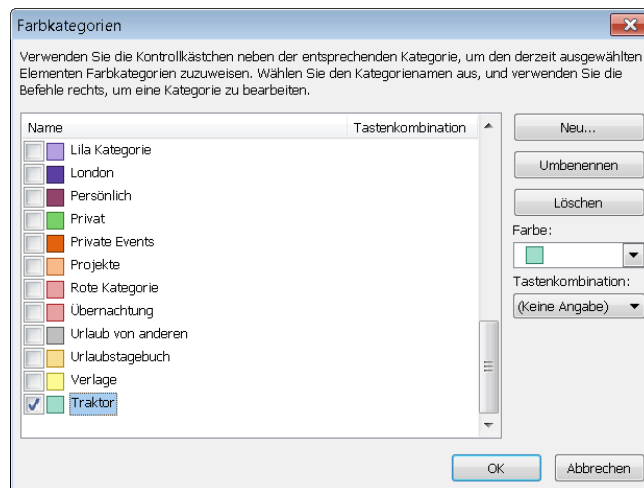 Farbkategorien
Verwenden Sie die Kontrollkästchen neben der entsprechenden Kategorie, um den derzeit ausgewählten
Elementen Farbkategorien zuzuweisen. Wählen Sie den Kategorienamen aus, und verwenden Sie die
Befehle rechts, um eine Kategorie zu bearbeiten.
Name Tastenkombination
Lila Kategorie
London
Persönlich
Privat
Private Events
Projekte
Rote Kategorie
Übernachtung
Urlaub von anderen
Urlaubstagebuch
Verlage
Traktor
Neu...
Umbenennen
Löschen
Farbe:
Tastenkombination:
(Keine Angabe)
OK Abbrechen